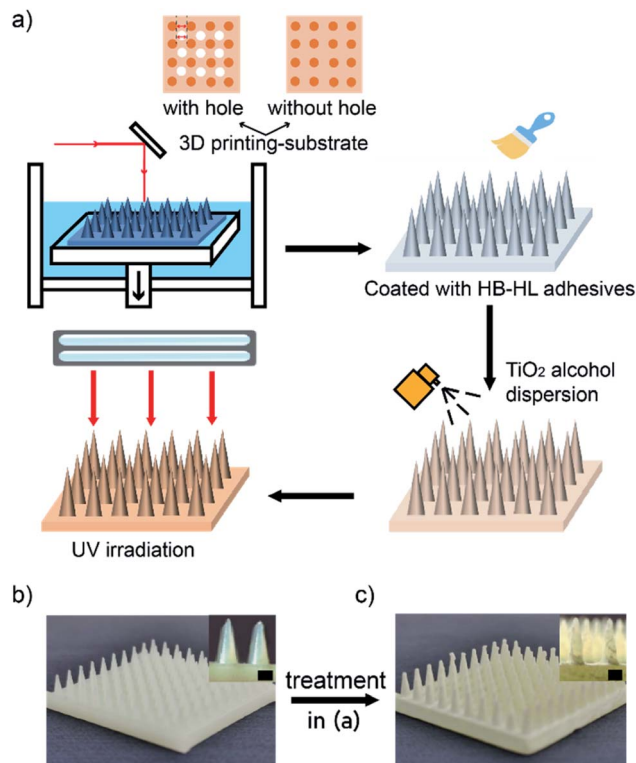 a)
with hole
without hole
3D printing-substrate
Coated with HB-HL adhesives
TiO₂ alcohol
dispersion
UV irradiation
b)
treatment
in (a)
c)